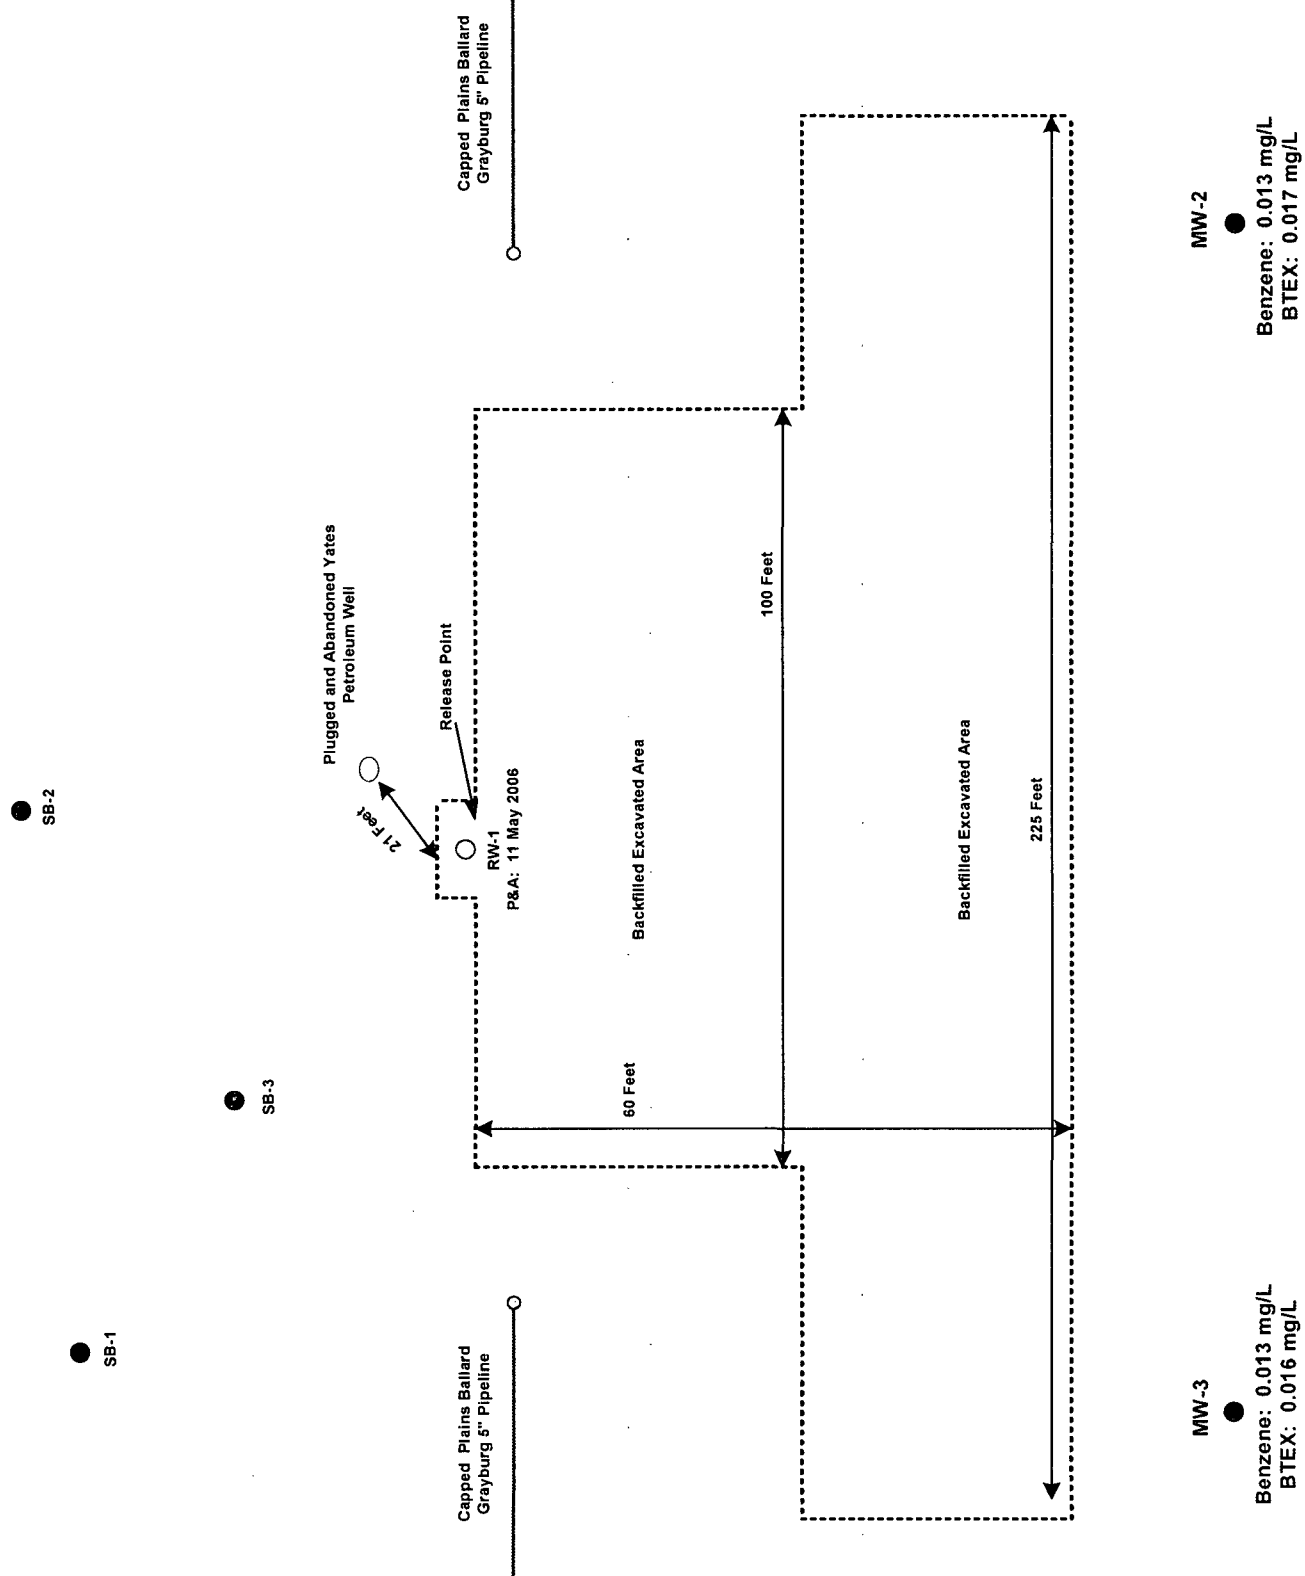 SB-1
SB-2
SB-3
Plugged and Abandoned Yates
Petroleum Well
21 Feet
Release Point
Capped Plains Ballard
Grayburg 5" Pipeline
Capped Plains Ballard
Grayburg 5" Pipeline
RW-1
P&A: 11 May 2006
60 Feet
Backfilled Excavated Area
100 Feet
Backfilled Excavated Area
225 Feet
MW-3
Benzene: 0.013 mg/L
BTEX: 0.016 mg/L
MW-2
Benzene: 0.013 mg/L
BTEX: 0.017 mg/L